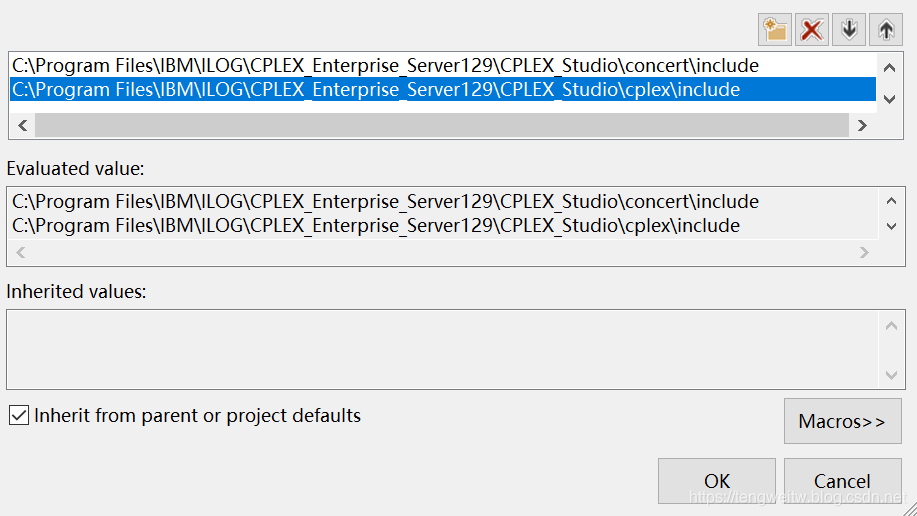 C:\Program Files\IBM\ILOG\CPLEX_Enterprise_Server129\CPLEX_Studio\concert\include
C:\Program Files\IBM\ILOG\CPLEX_Enterprise_Server129\CPLEX_Studio\cplex\include
Evaluated value:
C:\Program Files\IBM\ILOG\CPLEX_Enterprise_Server129\CPLEX_Studio\concert\include
C:\Program Files\IBM\ILOG\CPLEX_Enterprise_Server129\CPLEX_Studio\cplex\include
Inherited values:
Inherit from parent or project defaults
Macros>>
OK Cancel
https://tengweitw.blog.csdn.net